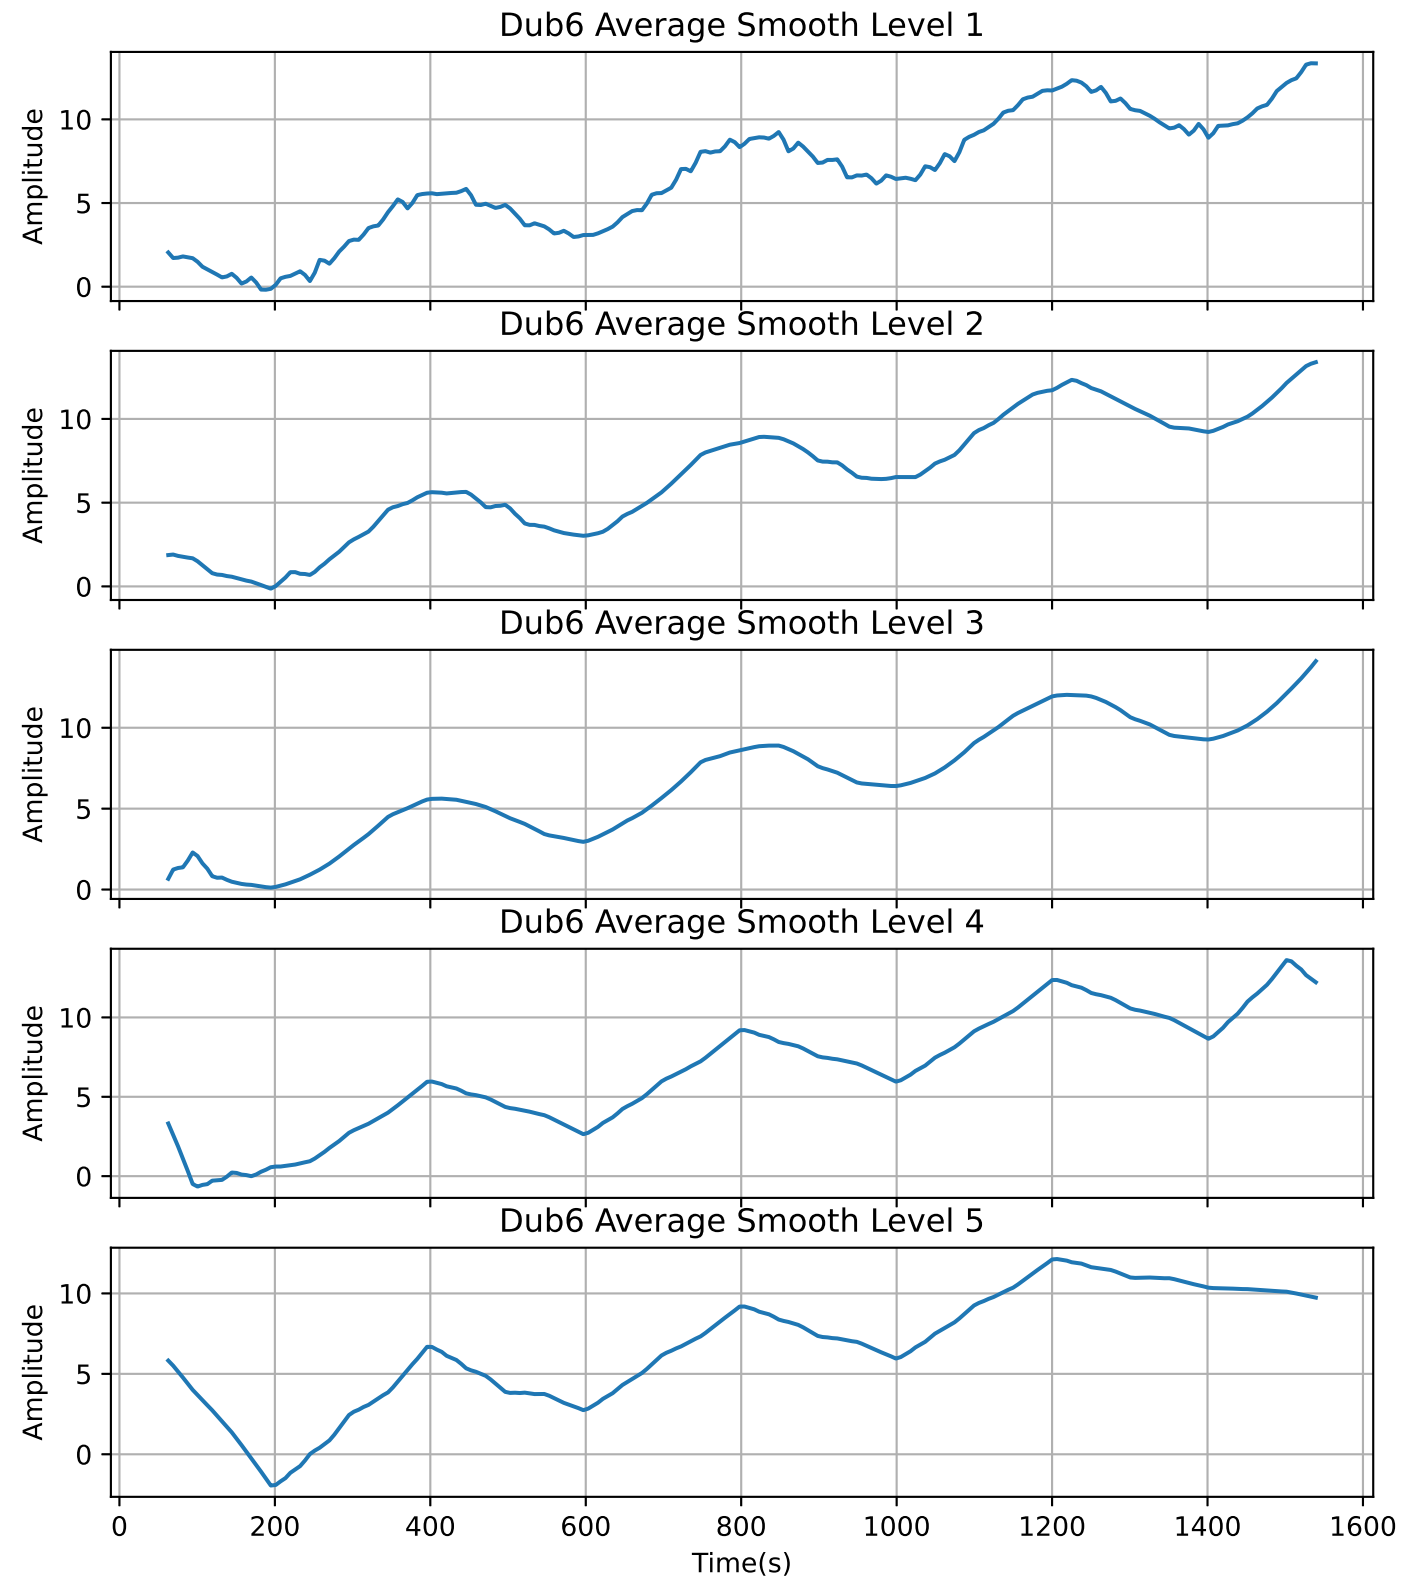 Dub6 Average Smooth Level 1
Amplitude
10
5
0
Dub6 Average Smooth Level 2
Amplitude
10
5
0
Dub6 Average Smooth Level 3
Amplitude
10
5
0
Dub6 Average Smooth Level 4
Amplitude
10
5
0
Dub6 Average Smooth Level 5
Amplitude
10
5
0
0 200 400 600 800 1000 1200 1400 1600
Time(s)